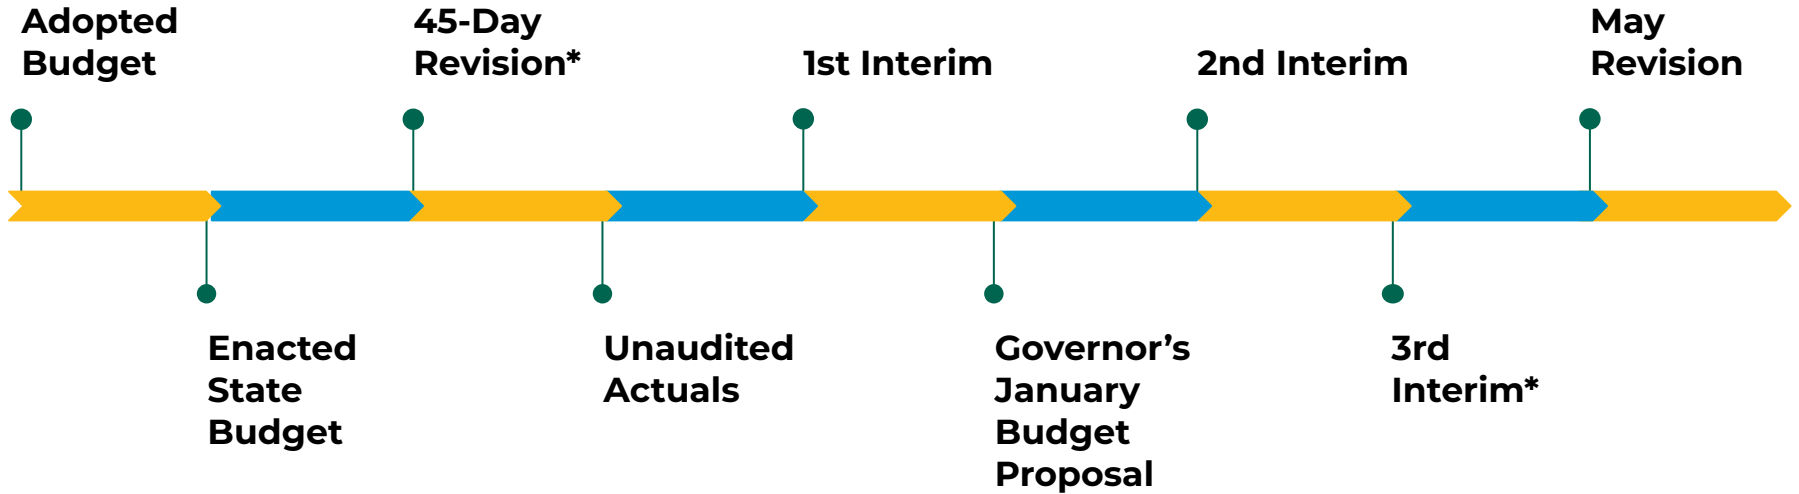 Adopted
Budget
45-Day
Revision*
1st Interim
2nd Interim
May
Revision
Enacted
State
Budget
Unaudited
Actuals
Governor’s
January
Budget
Proposal
3rd
Interim*